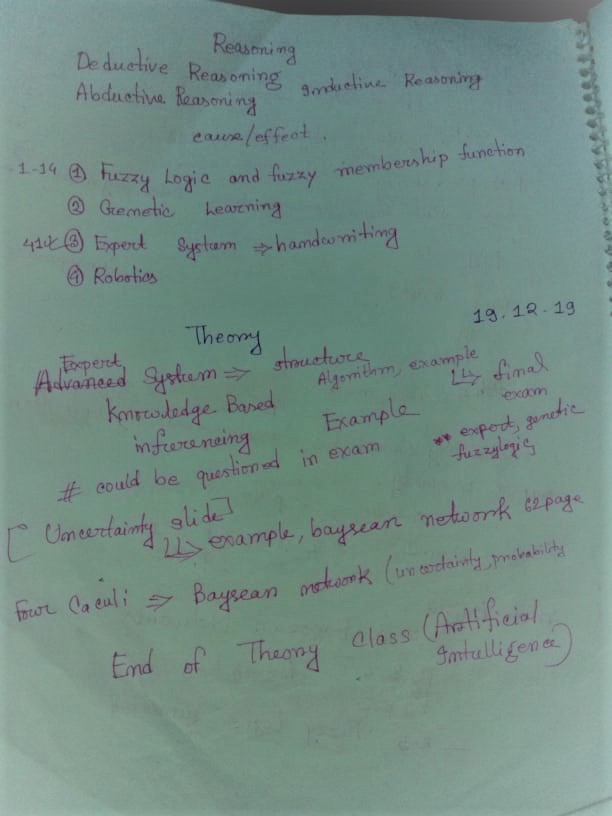 Reasoning
Deductive Reasoning
Abductive Reasoning Inductive Reasoning
cause/effect.
1-14 ① Fuzzy Logic and fuzzy membership function
② Gemetic Learning
③ Expert System ⇒ handwriting
④ Robotics
19.12.19
Theory
Expert
Advanced System ⇒ structure
Algorithm, example
↳ final exam
Knowledge Based Example
inferencing
** expert, genetic
fuzzylogic
# could be questioned in exam
[Uncertainty slide]
↳ example, baysean network 62 page
Four Caculi ⇒ Baysean network (uncertainty, probability
End of Theory Class (Artificial
Intelligence)